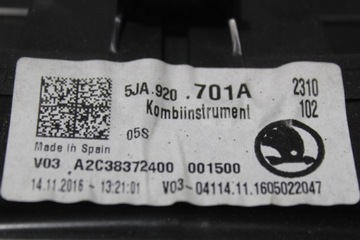 5JA.920 .701A 2310
Kombiinstrument 102
Made in Spain 05S
V03 A2C38372400 001500
14.11.2016 - 13:21:01 V03-04114.11.1605022047